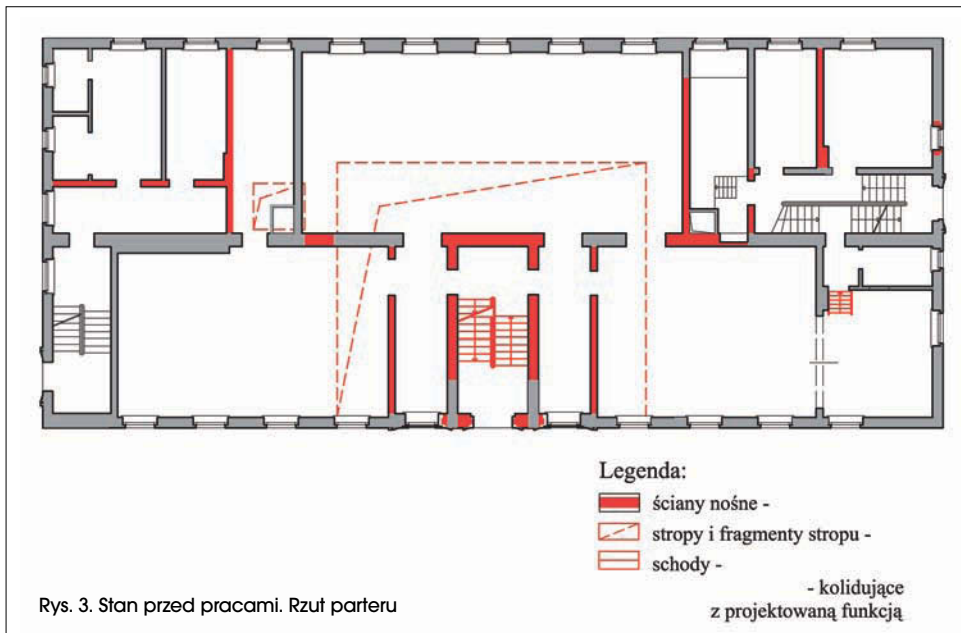 Legenda:
ściany nośne -
stropy i fragmenty stropu -
schody -
- kolidujące
z projektowaną funkcją
Rys. 3. Stan przed pracami. Rzut parteru